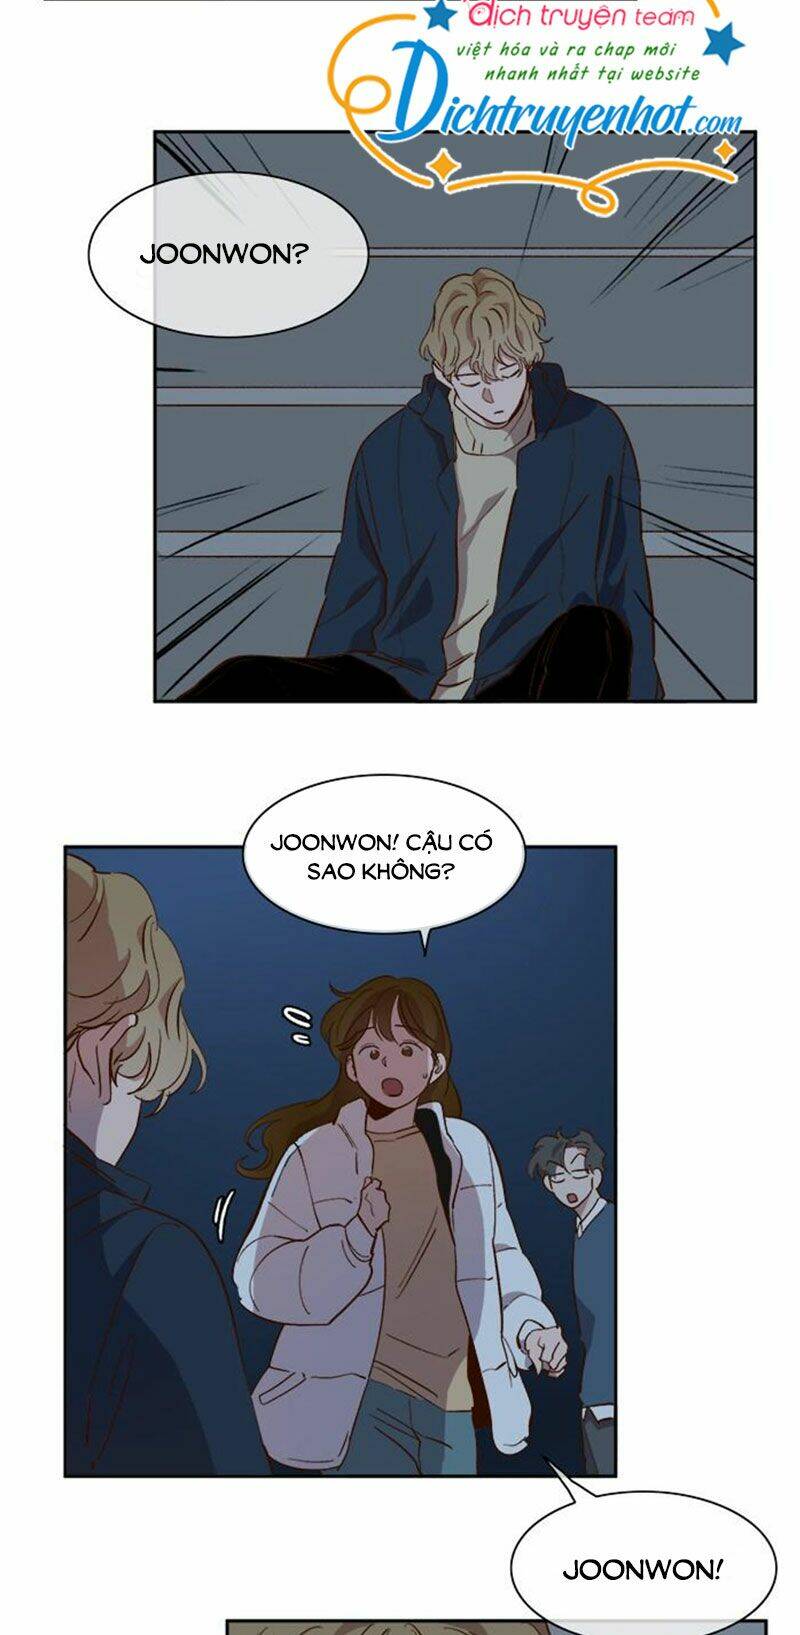 dịch truyện team
việt hóa và ra chap mới
nhanh nhất tại website
Dichtruyenhot.com
JOONWON?
JOONWON! CẬU CÓ
SAO KHÔNG?
JOONWON!